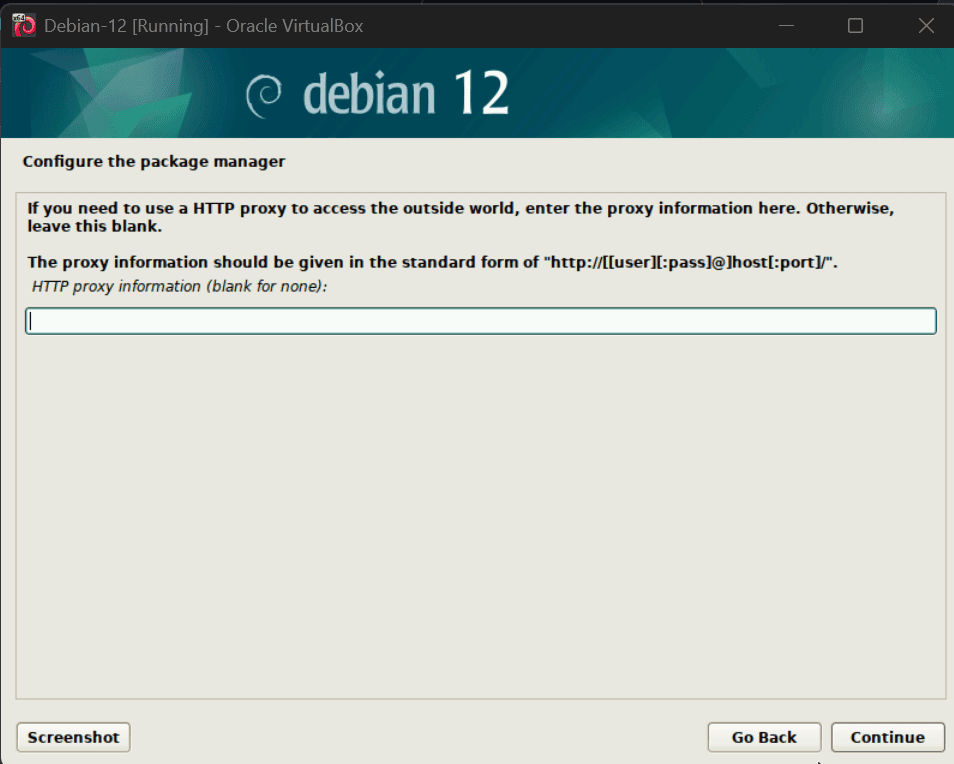 Debian-12 [Running] - Oracle VirtualBox
debian 12
Configure the package manager
If you need to use a HTTP proxy to access the outside world, enter the proxy information here. Otherwise,
leave this blank.
The proxy information should be given in the standard form of "http://[[user][:pass]@]host[:port]/".
HTTP proxy information (blank for none):
Screenshot
Go Back
Continue